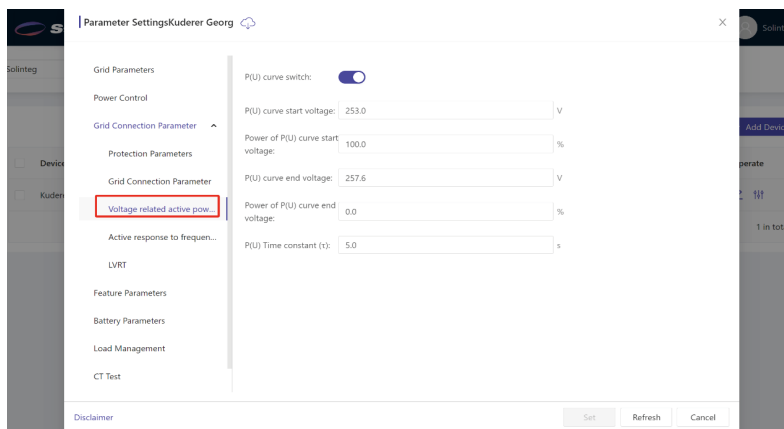 Parameter SettingsKuderer Georg
Solinteg
Add Devic
Device
Kuder
perate
1 in tot
Grid Parameters
Power Control
Grid Connection Parameter
Protection Parameters
Grid Connection Parameter
Voltage related active pow...
Active response to frequen...
LVRT
Feature Parameters
Battery Parameters
Load Management
CT Test
P(U) curve switch:
P(U) curve start voltage: 253.0 V
Power of P(U) curve start
voltage: 100.0 %
P(U) curve end voltage: 257.6 V
Power of P(U) curve end
voltage: 0.0 %
P(U) Time constant (τ): 5.0 s
Disclaimer
Set Refresh Cancel